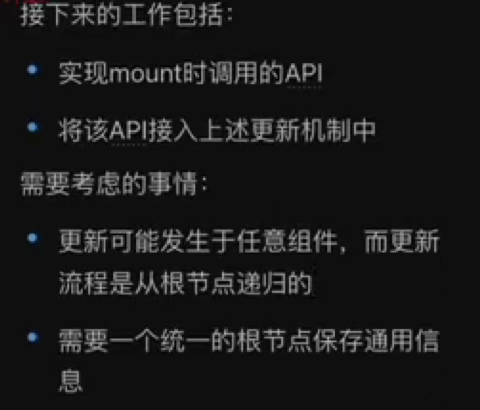 接下来的工作包括：
实现mount时调用的API
将该API接入上述更新机制中
需要考虑的事情：
更新可能发生于任意组件，而更新
流程是从根节点递归的
需要一个统一的根节点保存通用信
息